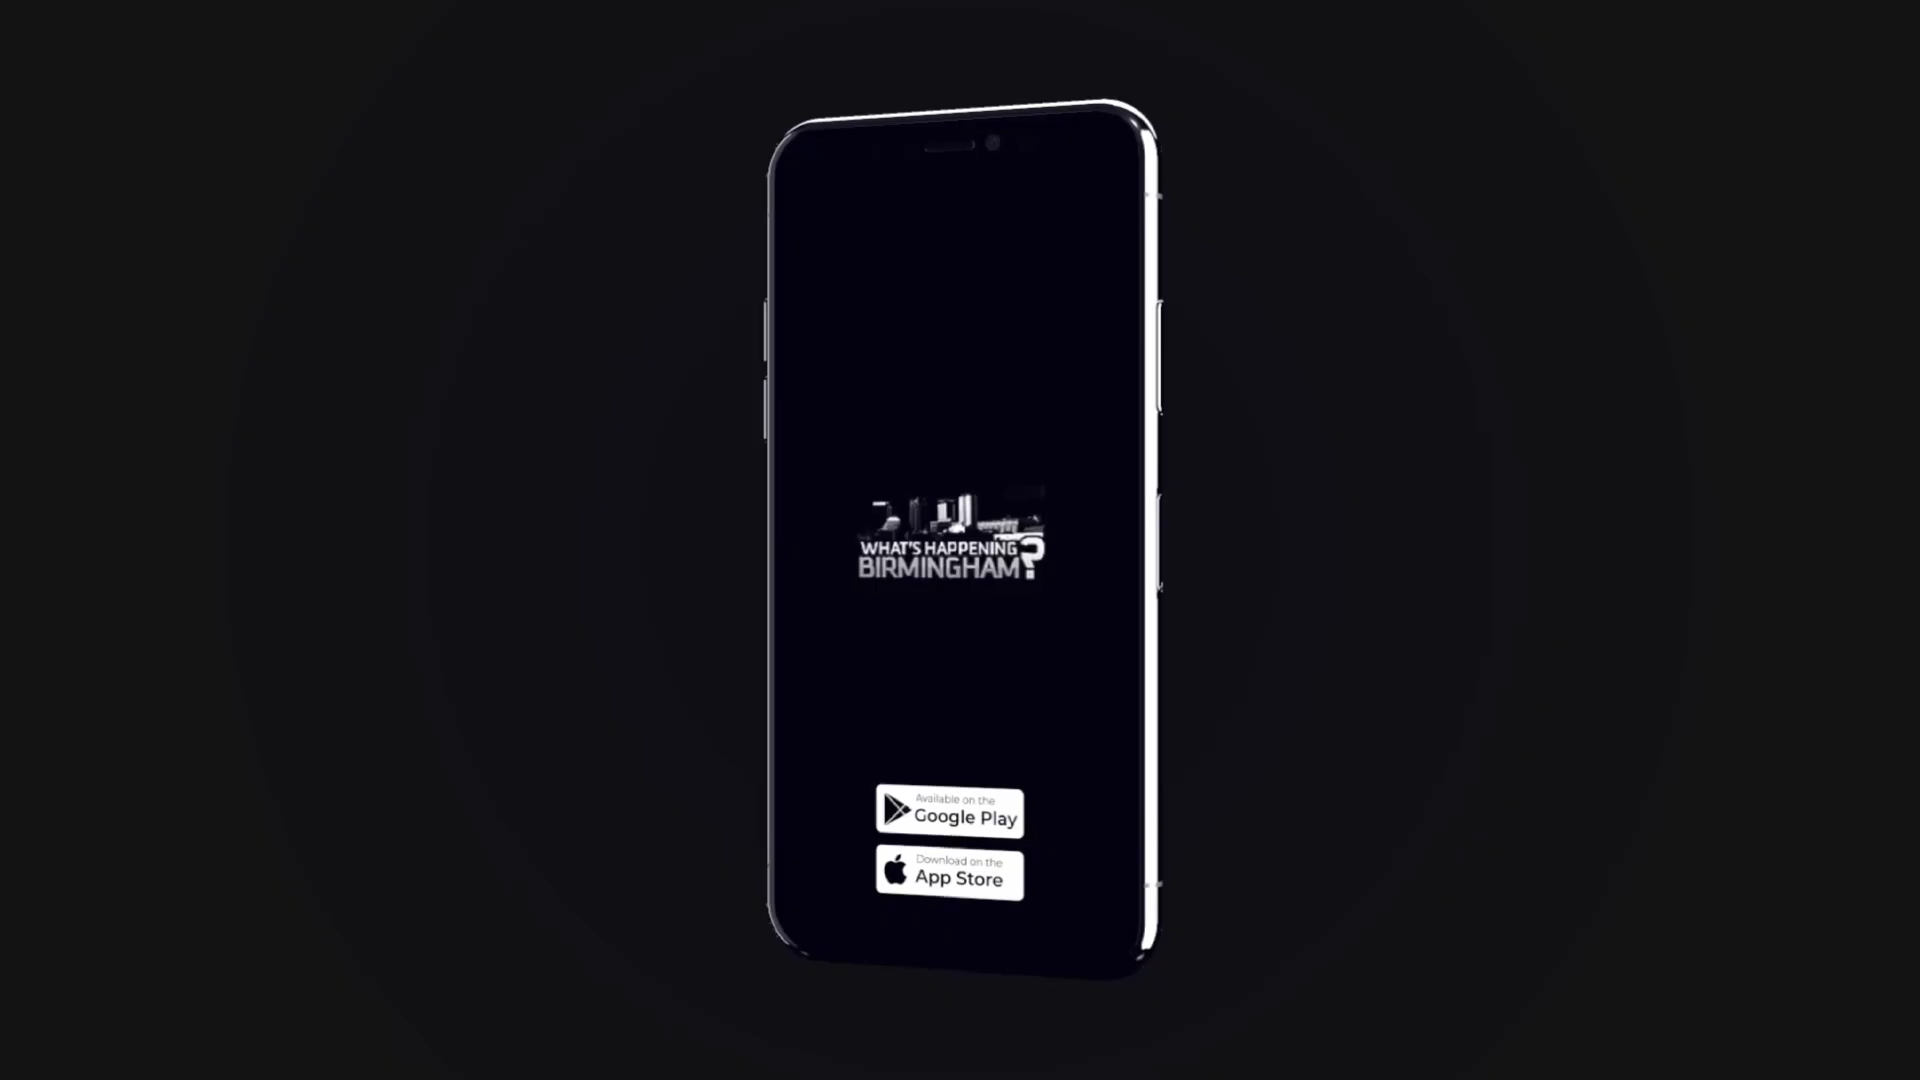 WHAT'S HAPPENING
BIRMINGHAM?
Available on the
Google Play
Download on the
App Store